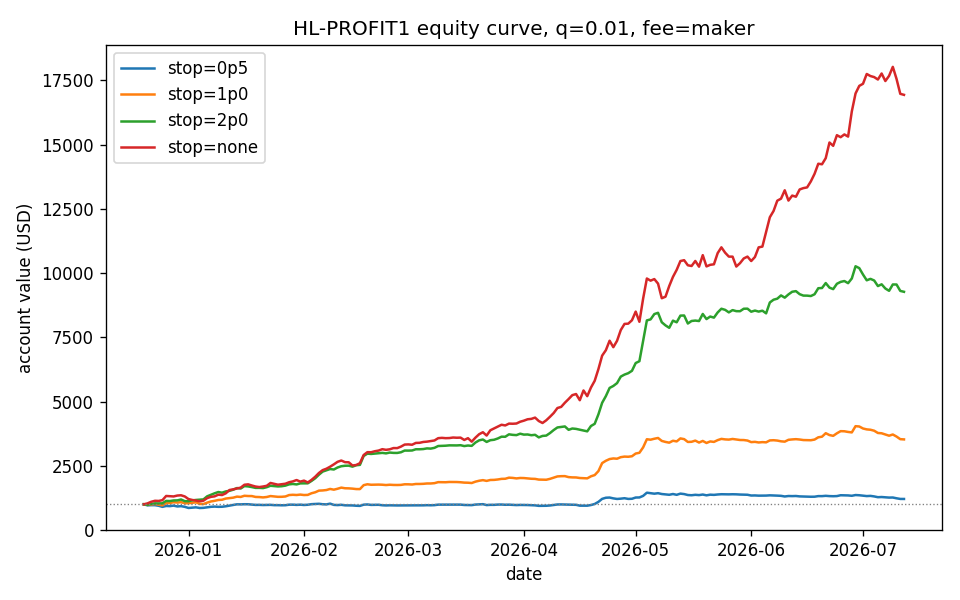 HL-PROFIT1 equity curve, q=0.01, fee=maker
stop=0p5
stop=1p0
stop=2p0
stop=none
account value (USD)
17500
15000
12500
10000
7500
5000
2500
0
2026-01
2026-02
2026-03
2026-04
2026-05
2026-06
2026-07
date